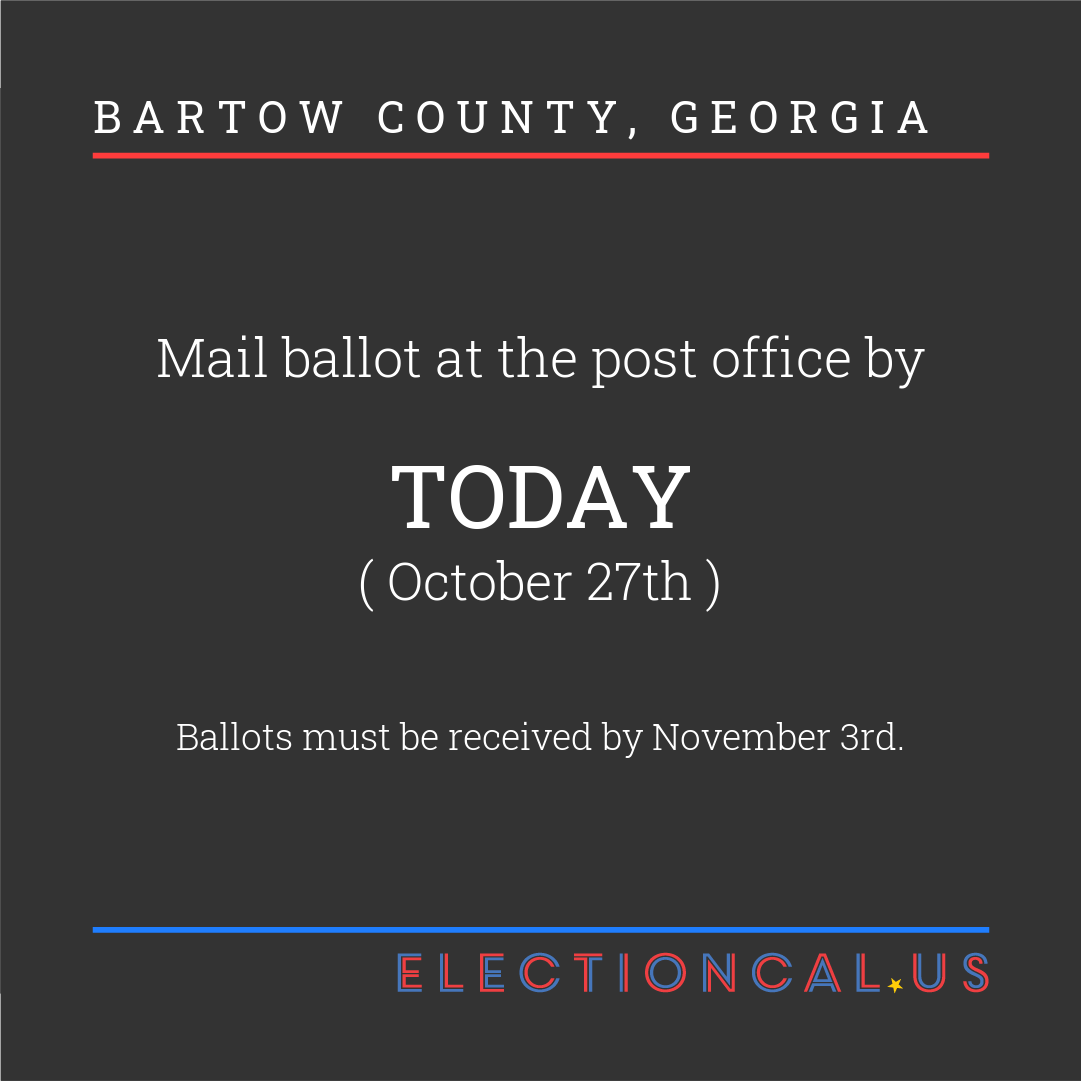 BARTOW COUNTY, GEORGIA
Mail ballot at the post office by
TODAY
( October 27th )
Ballots must be received by November 3rd.
ELECTIONCAL.US